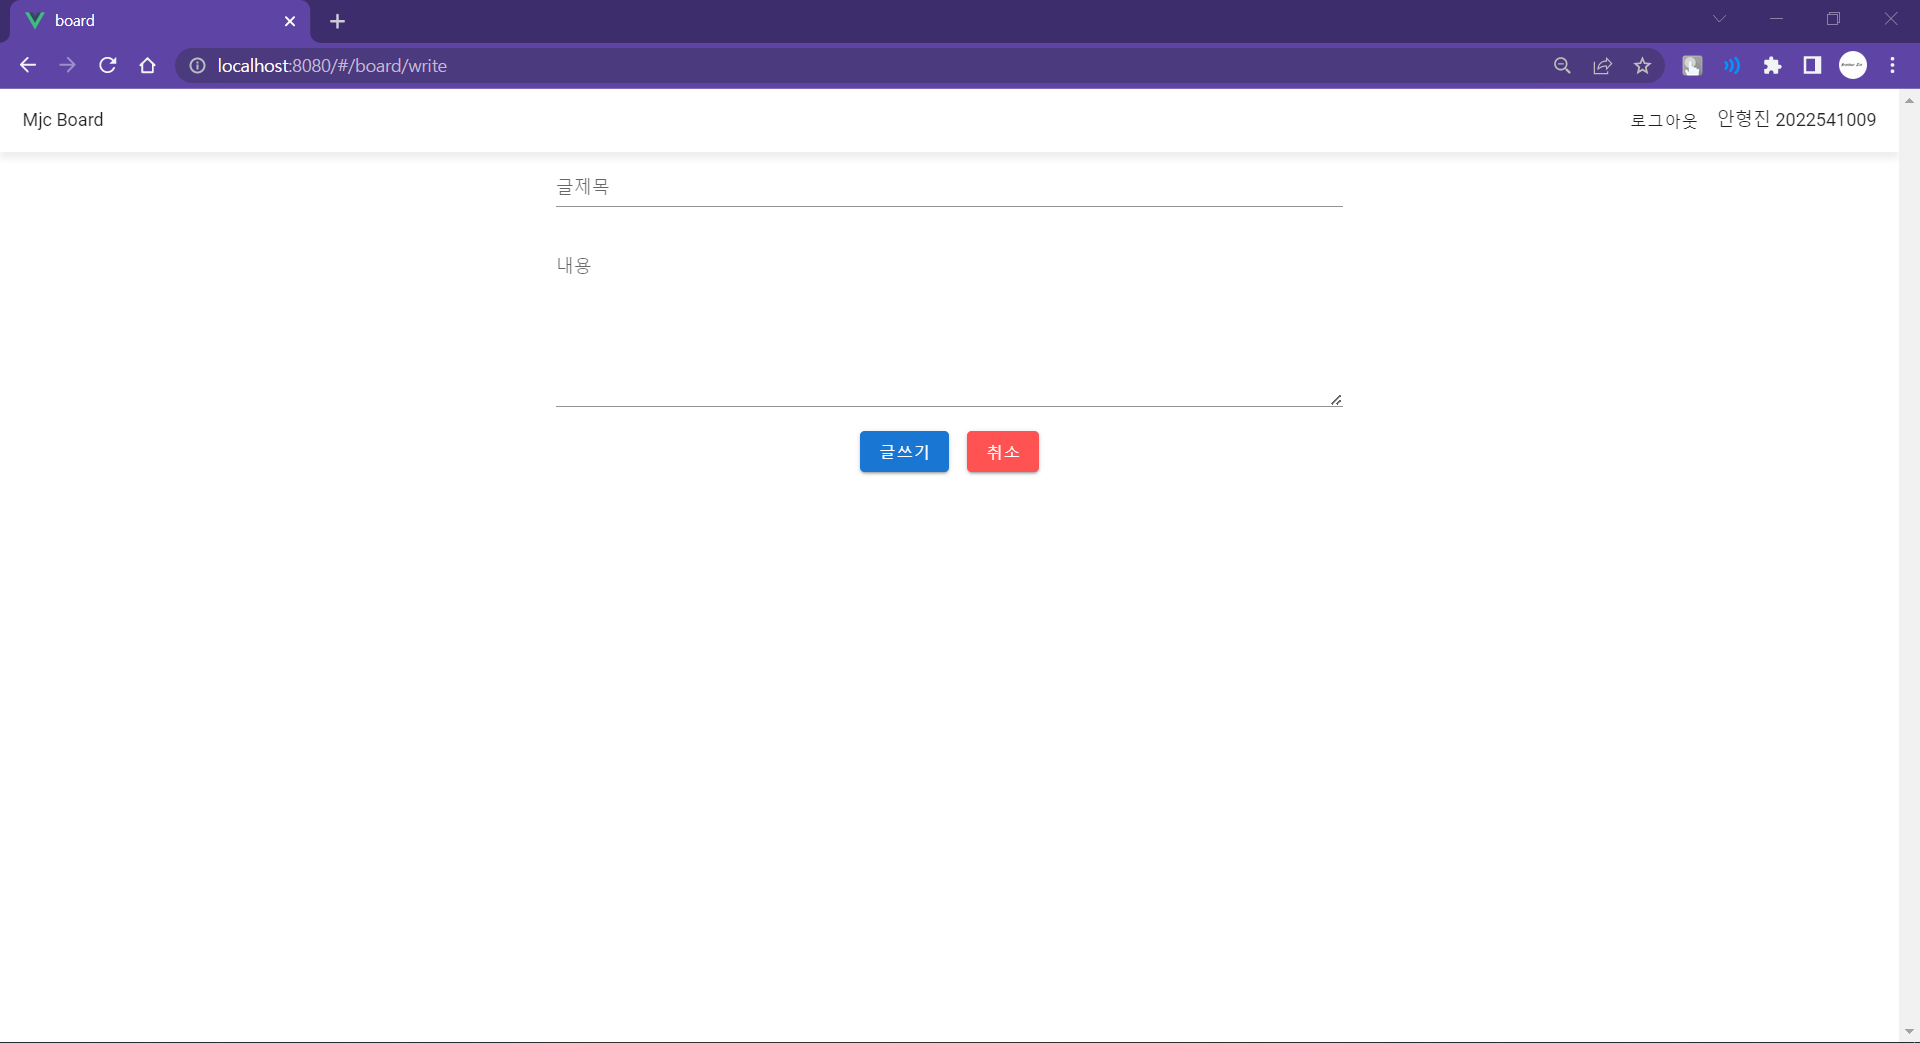 board
localhost:8080/#/board/write
Mjc Board
로그아웃 안형진 2022541009
글제목
내용
글쓰기 취소